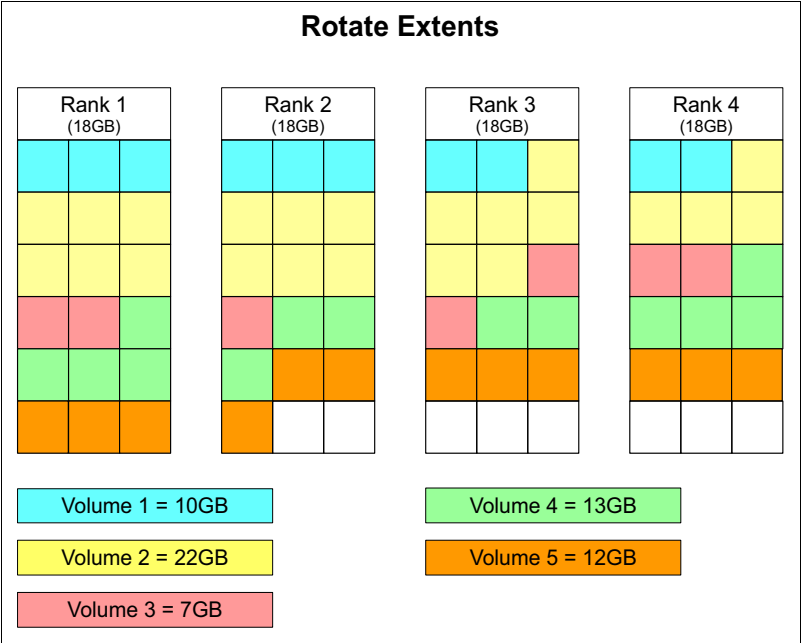 Rotate Extents
Rank 1
(18GB)
Rank 2
(18GB)
Rank 3
(18GB)
Rank 4
(18GB)
Volume 1 = 10GB
Volume 4 = 13GB
Volume 2 = 22GB
Volume 5 = 12GB
Volume 3 = 7GB